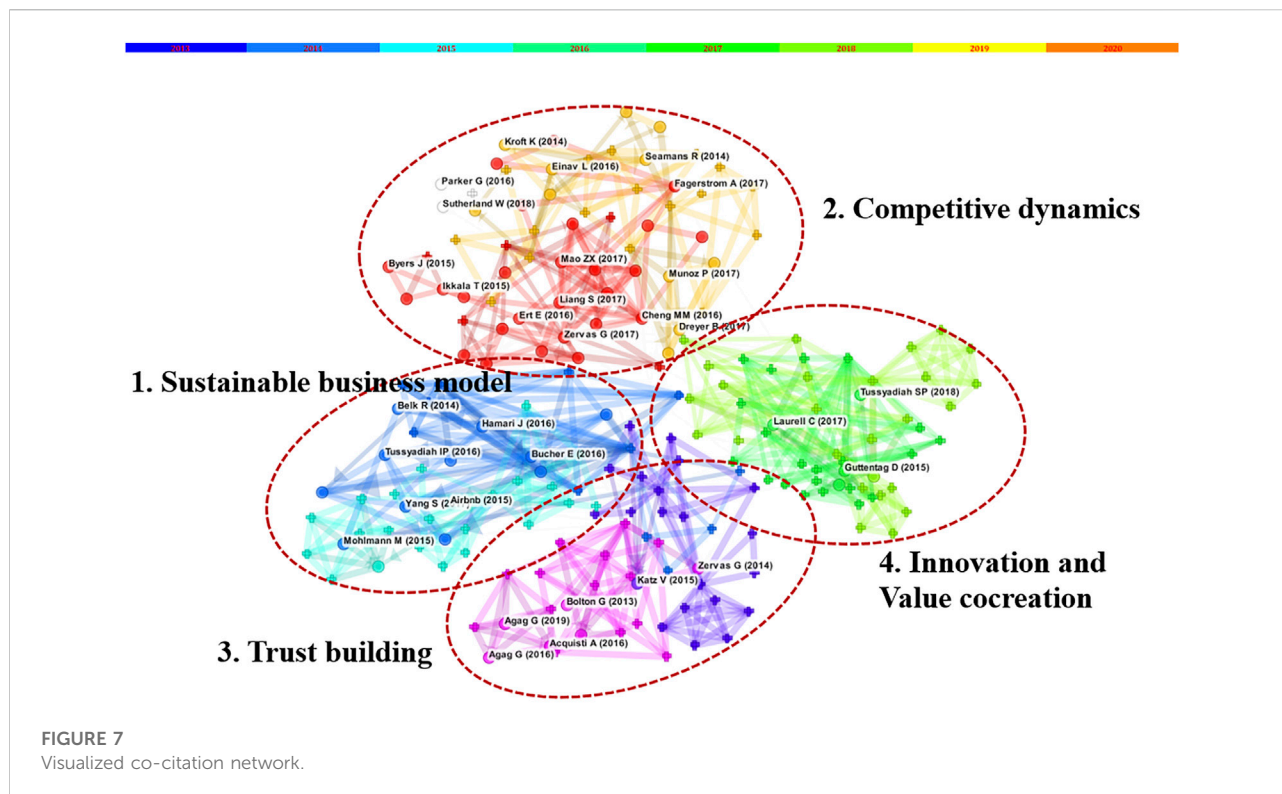 2013 2014 2015 2016 2017 2018 2019 2020
Kroft K (2014)
Seamans R (2014)
Einav L (2016)
Parker G (2016)
Fagerstrom A (2017)
Sutherland W (2018)
2. Competitive dynamics
Byers J (2015)
Mao ZX (2017)
Munoz P (2017)
Ikkala T (2015)
Liang S (2017)
Ert E (2016)
Cheng MM (2016)
Zervas G (2017)
Dreyer B (2017)
1. Sustainable business model
Belk R (2014)
Hamari J (2016)
Tussyadiah IP (2016)
Bucher E (2016)
Yang S
Airbnb (2015)
Mohlmann M (2015)
Tussyadiah SP (2018)
Laurell C (2017)
Guttentag D (2015)
4. Innovation and
Value cocreation
Zervas G (2014)
Katz V (2015)
Bolton G (2013)
Agag G (2019)
Acquisti A (2016)
Agag G (2016)
3. Trust building
FIGURE 7
Visualized co-citation network.